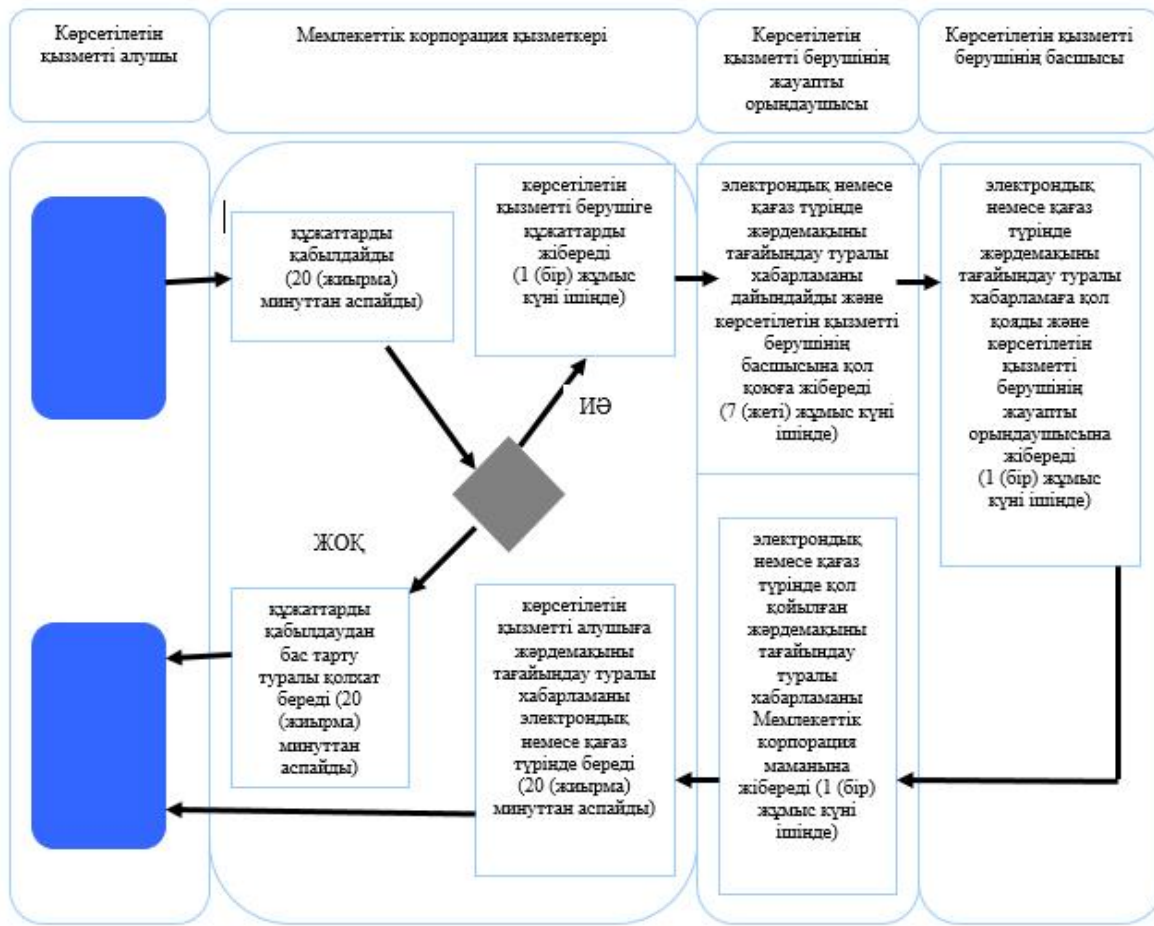 Көрсетілетін
қызметті алушы
Мемлекеттік корпорация қызметкері
Көрсетілетін
қызметті берушінің
жауапты
орындаушысы
Көрсетілетін қызметті
берушінің басшысы
құжаттарды
қабылдайды
(20 (жиырма)
минуттан аспайды)
көрсетілетін
қызметті берушіге
құжаттарды
жібереді
(1 (бір) жұмыс
күні ішінде)
электрондық немесе
қағаз түрінде
жәрдемақыны
тағайындау туралы
хабарламаны
дайындайды және
көрсетілетін қызметті
берушінің
басшысына қол
қоюға жібереді
(7 (жеті) жұмыс күні
ішінде)
электрондық
немесе қағаз
түрінде
жәрдемақыны
тағайындау туралы
хабарламаға қол
қояды және
көрсетілетін
қызметті
берушінің
жауапты
орындаушысына
жібереді
(1 (бір) жұмыс
күні ішінде)
ИӘ
ЖОҚ
құжаттарды
қабылдаудан
бас тарту
туралы қолхат
береді (20
(жиырма)
минуттан
аспайды)
көрсетілетін
қызметті алушыға
жәрдемақыны
тағайындау туралы
хабарламаны
электрондық
немесе қағаз
түрінде береді
(20 (жиырма)
минуттан аспайды)
электрондық
немесе қағаз
түрінде қол
қойылған
жәрдемақыны
тағайындау
туралы
хабарламаны
Мемлекеттік
корпорация
маманына
жібереді (1 (бір)
жұмыс күні
ішінде)